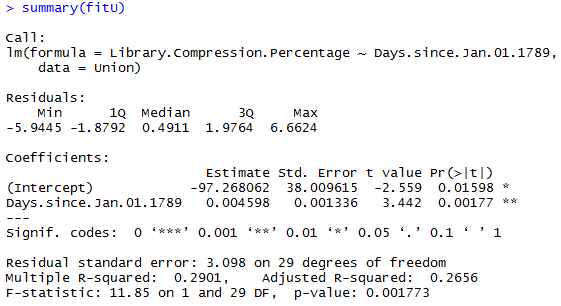 > summary(fitU)
Call:
lm(formula = Library.Compression.Percentage ~ Days.since.Jan.01.1789,
    data = Union)
Residuals:
    Min      1Q  Median      3Q     Max
-5.9445 -1.8792  0.4911  1.9764  6.6624
Coefficients:
                         Estimate Std. Error t value Pr(>|t|)
(Intercept)            -97.268062  38.009615  -2.559  0.01598 *
Days.since.Jan.01.1789   0.004598   0.001336   3.442  0.00177 **
---
Signif. codes:  0 ‘***’ 0.001 ‘**’ 0.01 ‘*’ 0.05 ‘.’ 0.1 ‘ ’ 1
Residual standard error: 3.098 on 29 degrees of freedom
Multiple R-squared:  0.2901,    Adjusted R-squared:  0.2656
F-statistic: 11.85 on 1 and 29 DF,  p-value: 0.001773